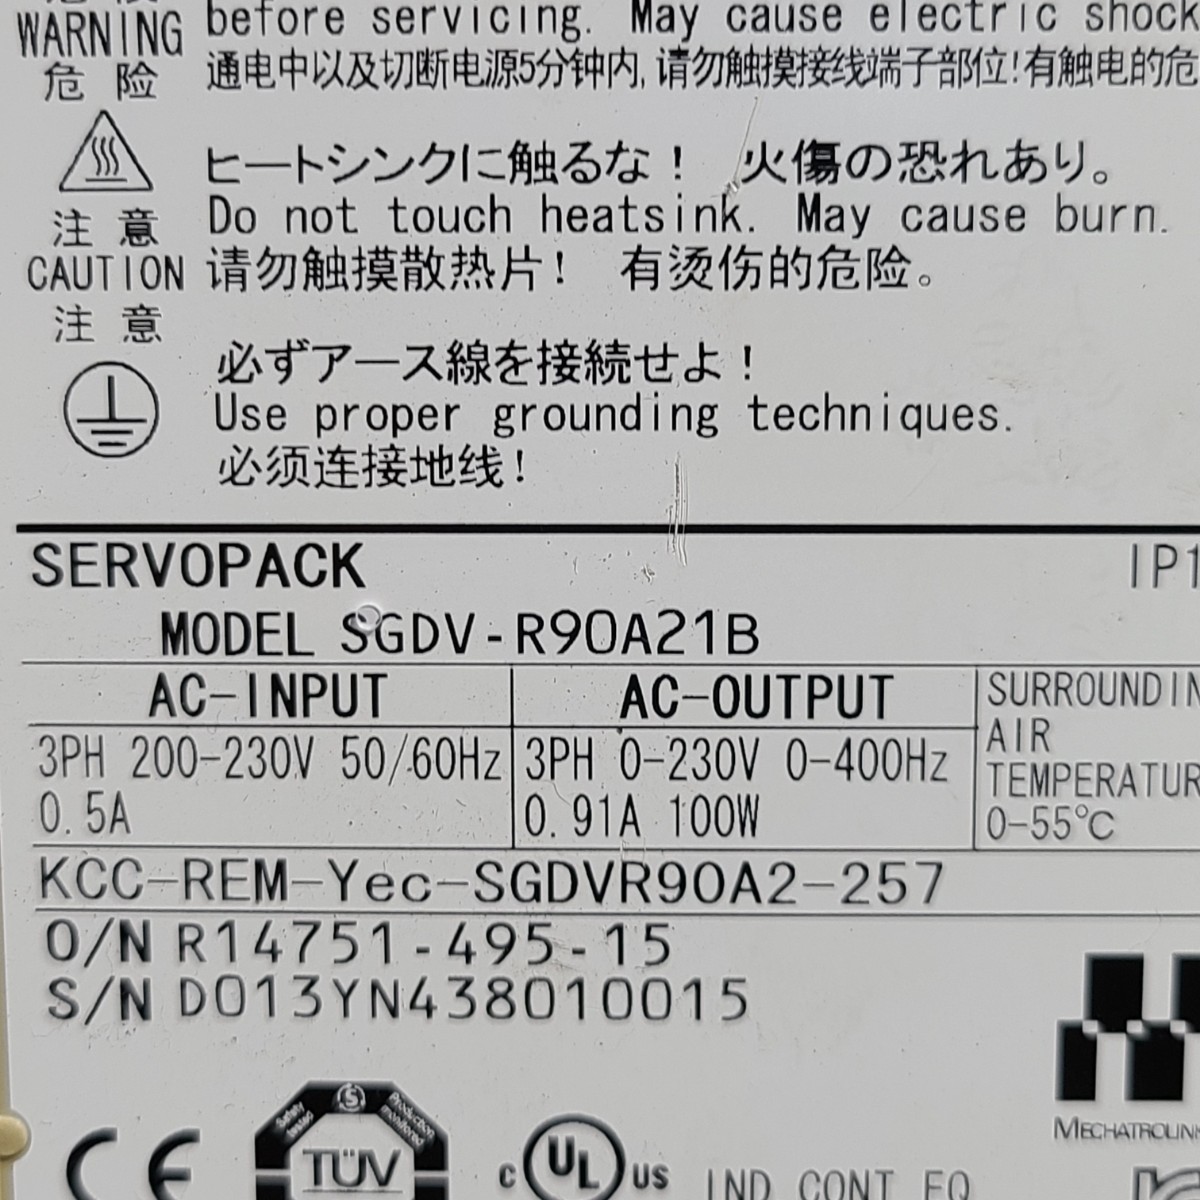 WARNING
危 险
before servicing. May cause electric shock
通电中以及切断电源5分钟内,请勿触摸接线端子部位!有触电的危
注 意
CAUTION
注 意
ヒートシンクに触るな! 火傷の恐れあり。
Do not touch heatsink. May cause burn.
请勿触摸散热片! 有烫伤的危险。
必ずアース線を接続せよ!
Use proper grounding techniques.
必须连接地线!
SERVOPACK IP1
MODEL SGDV-R90A21B
AC-INPUT
3PH 200-230V 50/60Hz
0.5A
AC-OUTPUT
3PH 0-230V 0-400Hz
0.91A 100W
SURROUNDIN
AIR
TEMPERATUR
0-55℃
KCC-REM-Yec-SGDVR90A2-257
O/N R14751-495-15
S/N D013YN438010015
MECHATROLINK
CE
Safety tested
S
Production monitored
TÜV
c UL us
IND CONT EQ